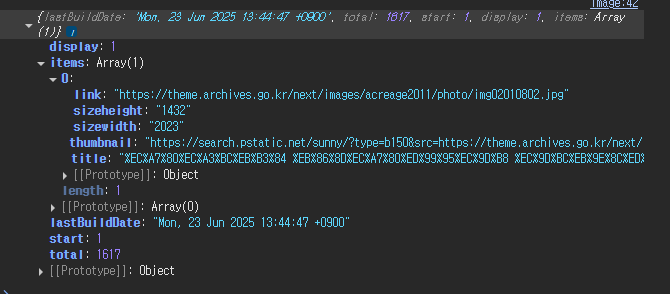 image:42
{lastBuildDate: 'Mon, 23 Jun 2025 13:44:47 +0900', total: 1617, start: 1, display: 1, items: Array
(1)} i
display: 1
items: Array(1)
0:
link: "https://theme.archives.go.kr/next/images/acreage2011/photo/img02010802.jpg"
sizeheight: "1432"
sizewidth: "2023"
thumbnail: "https://search.pstatic.net/sunny/?type=b150&src=https://theme.archives.go.kr/next/
title: "%EC%A7%80%EC%A3%BC%EB%B3%84 %EB%86%8D%EC%A7%80%ED%99%95%EC%9D%B8 %EC%9D%BC%EB%9E%8C%ED%
[[Prototype]]: Object
length: 1
[[Prototype]]: Array(0)
lastBuildDate: "Mon, 23 Jun 2025 13:44:47 +0900"
start: 1
total: 1617
[[Prototype]]: Object